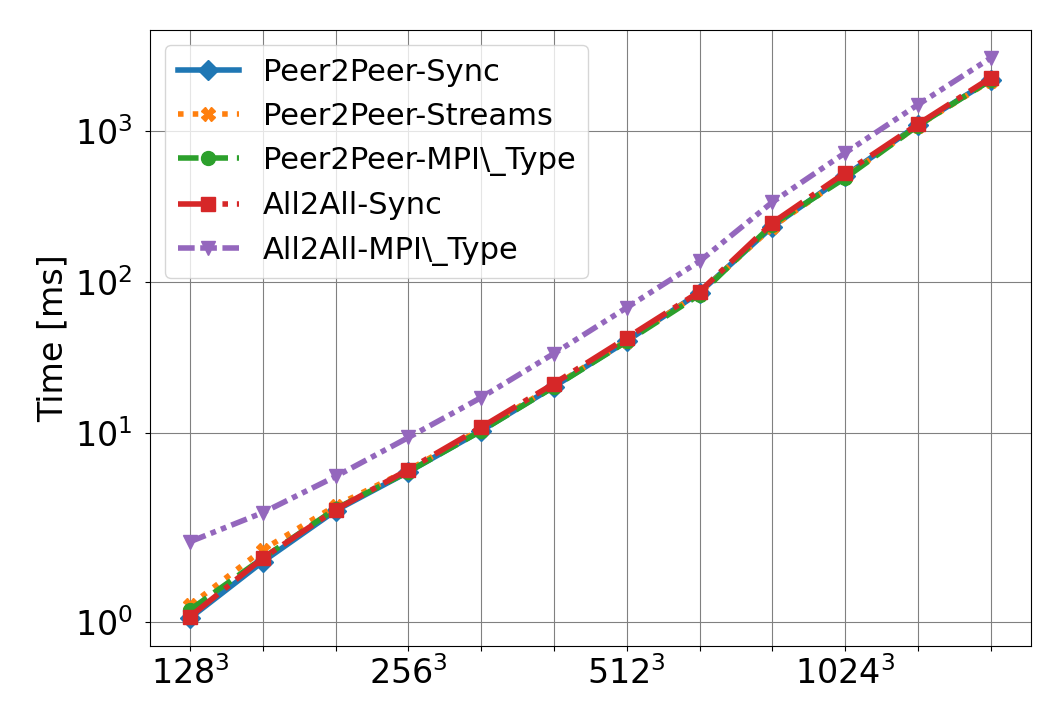 Peer2Peer-Sync
Peer2Peer-Streams
Peer2Peer-MPI\_Type
All2All-Sync
All2All-MPI\_Type
Time [ms]
10³
10²
10¹
10⁰
128³ 256³ 512³ 1024³